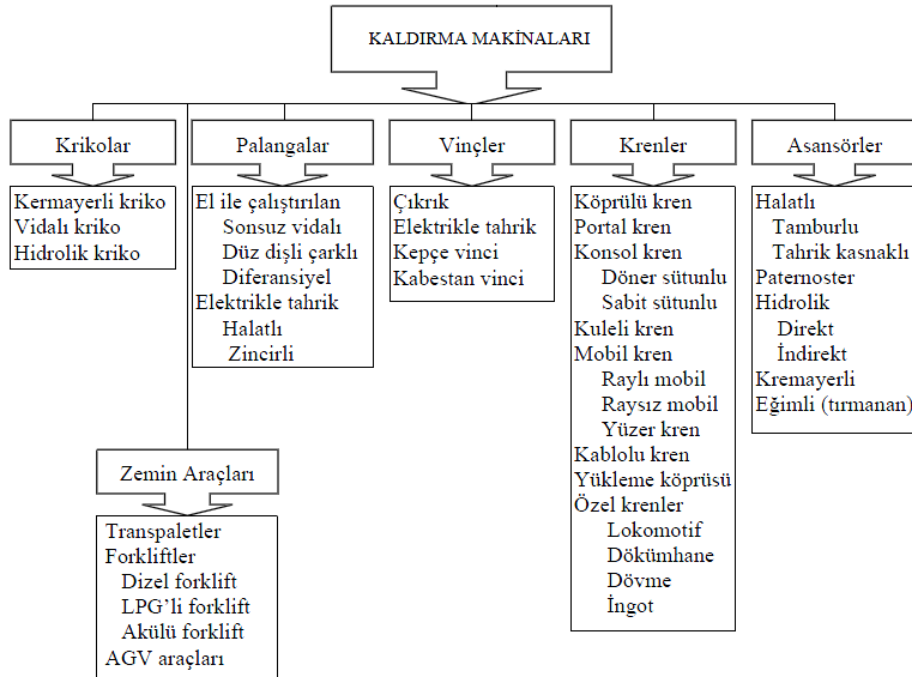 KALDIRMA MAKİNALARI
Krikolar
Kermayerli kriko
Vidalı kriko
Hidrolik kriko
Palangalar
El ile çalıştırılan
Sonsuz vidalı
Düz dişli çarklı
Diferansiyel
Elektrikle tahrik
Halatlı
Zincirli
Vinçler
Çıkrık
Elektrikle tahrik
Kepçe vinci
Kabestan vinci
Krenler
Köprülü kren
Portal kren
Konsol kren
Döner sütunlu
Sabit sütunlu
Kuleli kren
Mobil kren
Raylı mobil
Raysız mobil
Yüzer kren
Kablolu kren
Yükleme köprüsü
Özel krenler
Lokomotif
Dökümhane
Dövme
İngot
Asansörler
Halatlı
Tamburlu
Tahrik kasnaklı
Paternoster
Hidrolik
Direkt
İndirekt
Kremayerli
Eğimli (tırmanan)
Zemin Araçları
Transpaletler
Forkliftler
Dizel forklift
LPG’li forklift
Akülü forklift
AGV araçları